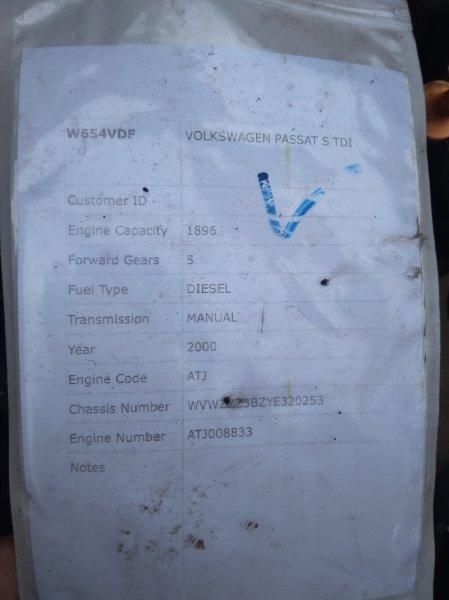 W654VDF VOLKSWAGEN PASSAT S TDI
Customer ID
Engine Capacity 1896
Forward Gears 5
Fuel Type DIESEL
Transmission MANUAL
Year 2000
Engine Code ATJ
Chassis Number
Engine Number ATJ008833
Notes